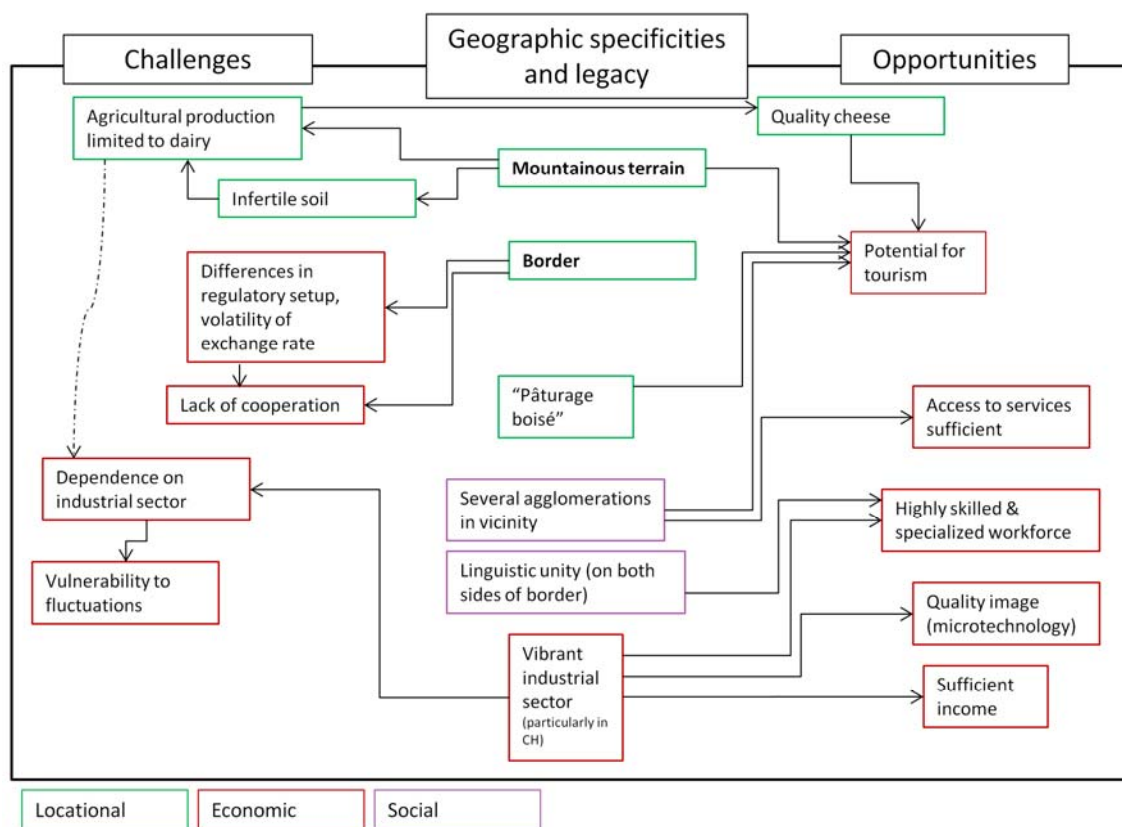 Challenges
Geographic specificities
and legacy
Opportunities
Agricultural production
limited to dairy
Quality cheese
Mountainous terrain
Infertile soil
Potential for
tourism
Border
Differences in
regulatory setup,
volatility of
exchange rate
Lack of cooperation
“Pâturage
boisé”
Access to services
sufficient
Dependence on
industrial sector
Several agglomerations
in vicinity
Highly skilled &
specialized workforce
Vulnerability to
fluctuations
Linguistic unity (on both
sides of border)
Quality image
(microtechnology)
Vibrant
industrial
sector
(particularly in
CH)
Sufficient
income
Locational
Economic
Social